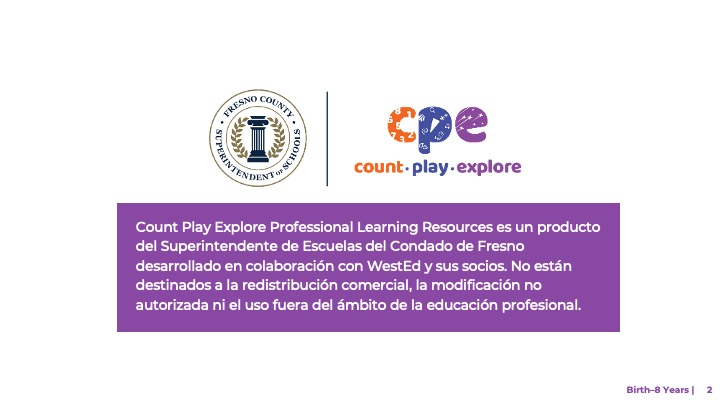 FRESNO COUNTY
SUPERINTENDENT OF SCHOOLS
cpe
count·play·explore
Count Play Explore Professional Learning Resources es un producto
del Superintendente de Escuelas del Condado de Fresno
desarrollado en colaboración con WestEd y sus socios. No están
destinados a la redistribución comercial, la modificación no
autorizada ni el uso fuera del ámbito de la educación profesional.
Birth–8 Years | 2